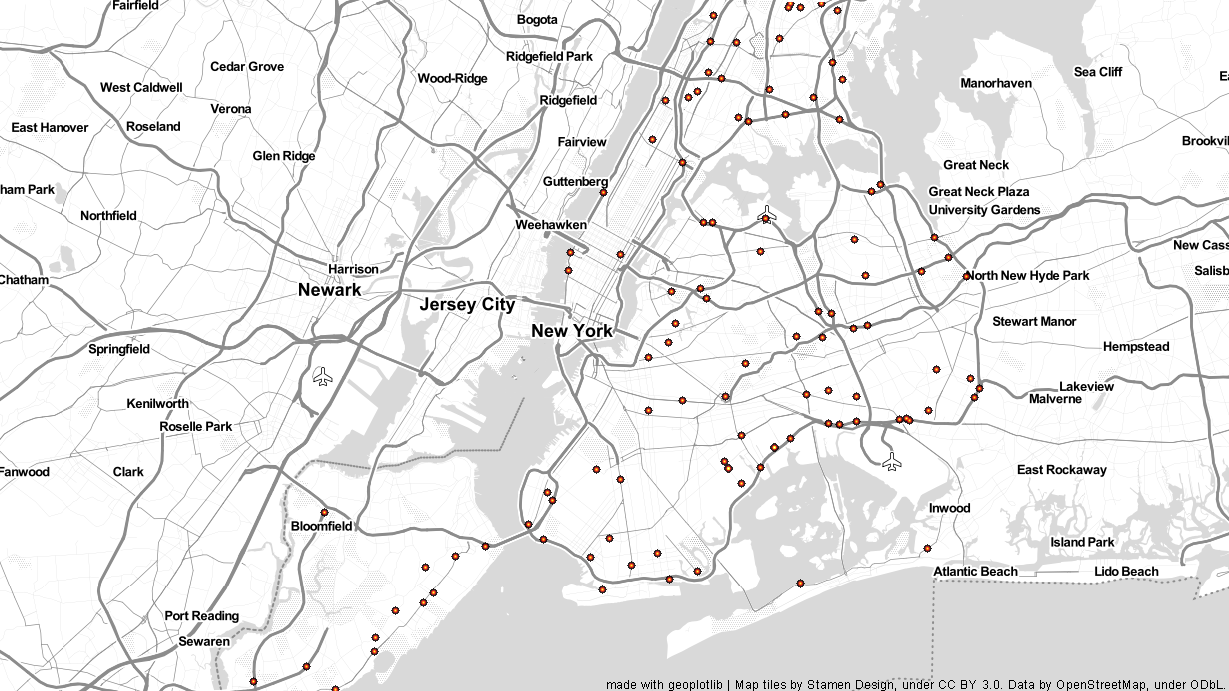 Fairfield
Bogota
Ridgefield Park
Cedar Grove
Wood-Ridge
Sea Cliff
Manorhaven
West Caldwell
Ridgefield
Verona
East Hanover
Roseland
Fairview
Glen Ridge
Great Neck
Guttenberg
ham Park
Great Neck Plaza
University Gardens
Northfield
Weehawken
New Cass
Harrison
Salisb
Chatham
North New Hyde Park
Newark
Jersey City
Stewart Manor
New York
Springfield
Hempstead
Lakeview
Malverne
Kenilworth
Roselle Park
Fanwood
Clark
East Rockaway
Inwood
Bloomfield
Island Park
Atlantic Beach
Lido Beach
Port Reading
Sewaren
made with geoplotlib | Map tiles by Stamen Design, under CC BY 3.0. Data by OpenStreetMap, under ODbL.